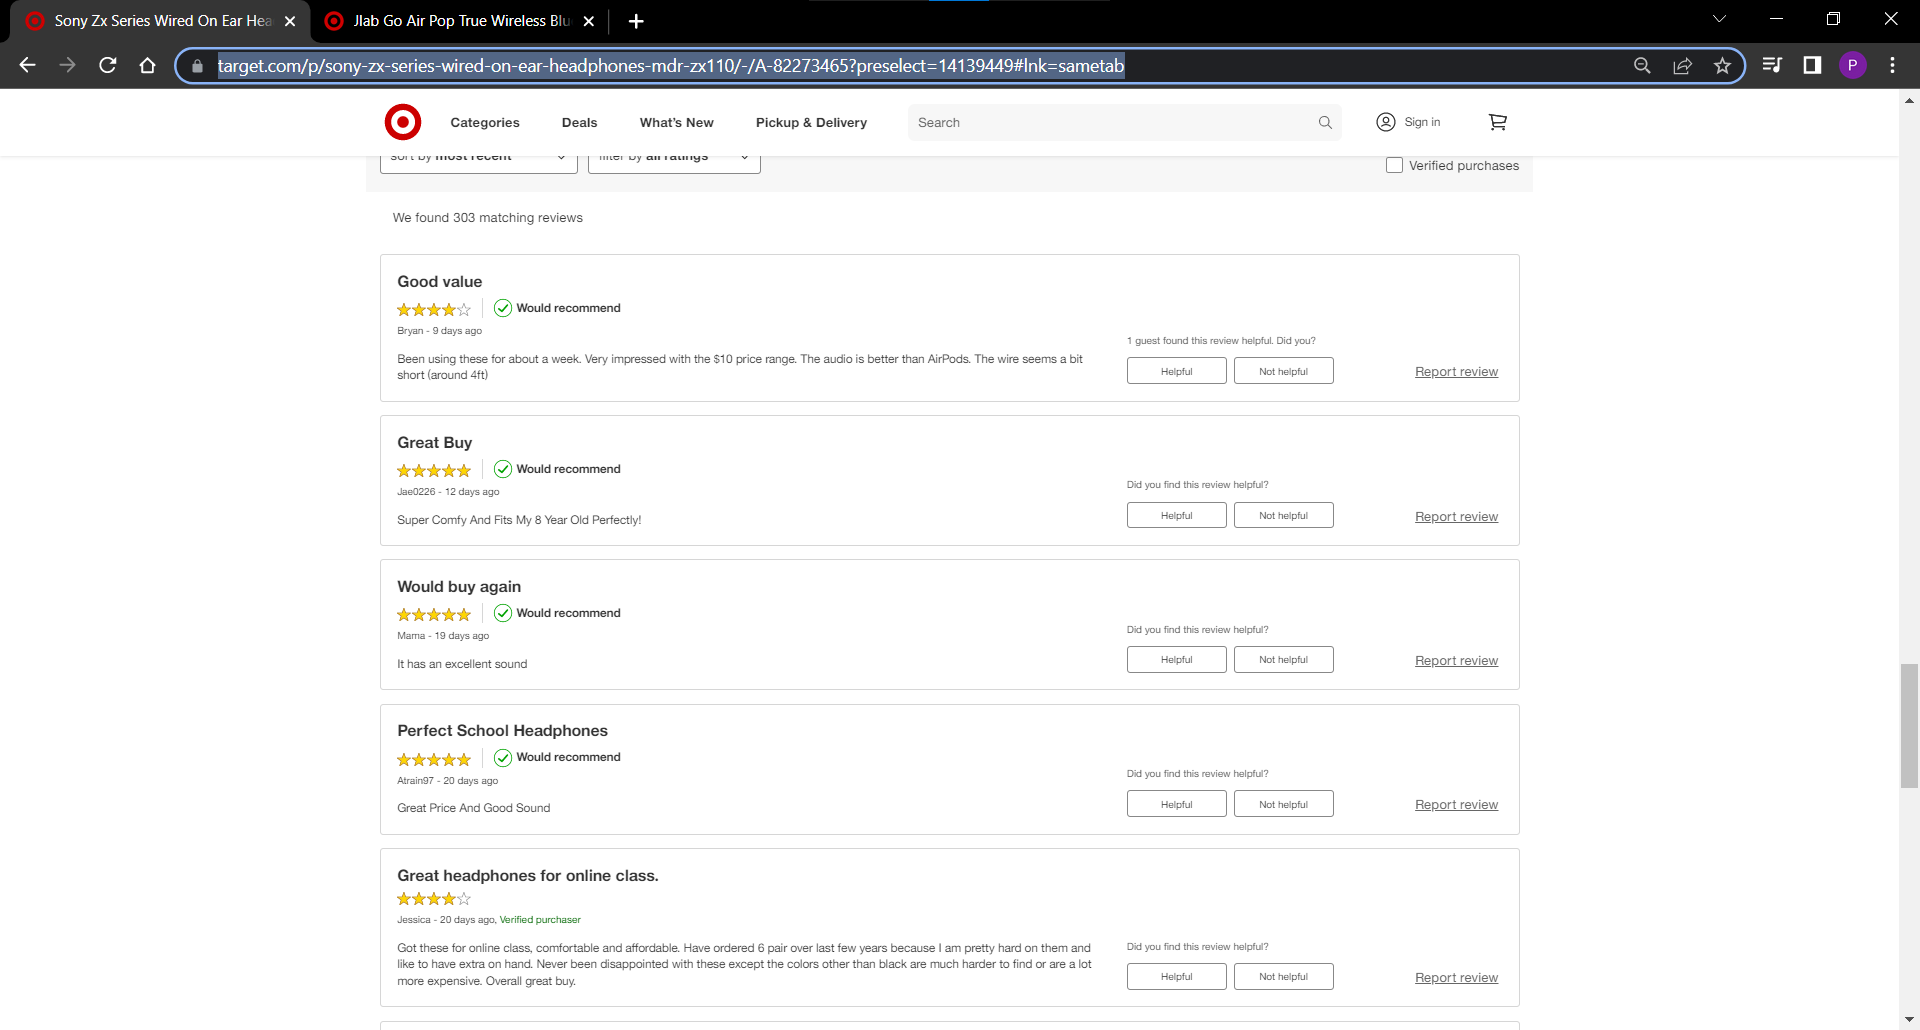 Sony Zx Series Wired On Ear Hea
Jlab Go Air Pop True Wireless Blu
target.com/p/sony-zx-series-wired-on-ear-headphones-mdr-zx110/-/A-82273465?preselect=14139449#lnk=sametab
P
Categories
Deals
What's New
Pickup & Delivery
Search
Sign in
sort by most recent
filter by all ratings
Verified purchases
We found 303 matching reviews
Good value
Would recommend
Bryan - 9 days ago
Been using these for about a week. Very impressed with the $10 price range. The audio is better than AirPods. The wire seems a bit
short (around 4ft)
1 guest found this review helpful. Did you?
Helpful
Not helpful
Report review
Great Buy
Would recommend
Jae0226 - 12 days ago
Super Comfy And Fits My 8 Year Old Perfectly!
Did you find this review helpful?
Helpful
Not helpful
Report review
Would buy again
Would recommend
Mama - 19 days ago
It has an excellent sound
Did you find this review helpful?
Helpful
Not helpful
Report review
Perfect School Headphones
Would recommend
Atrain97 - 20 days ago
Great Price And Good Sound
Did you find this review helpful?
Helpful
Not helpful
Report review
Great headphones for online class.
Jessica - 20 days ago, Verified purchaser
Got these for online class, comfortable and affordable. Have ordered 6 pair over last few years because I am pretty hard on them and
like to have extra on hand. Never been disappointed with these except the colors other than black are much harder to find or are a lot
more expensive. Overall great buy.
Did you find this review helpful?
Helpful
Not helpful
Report review